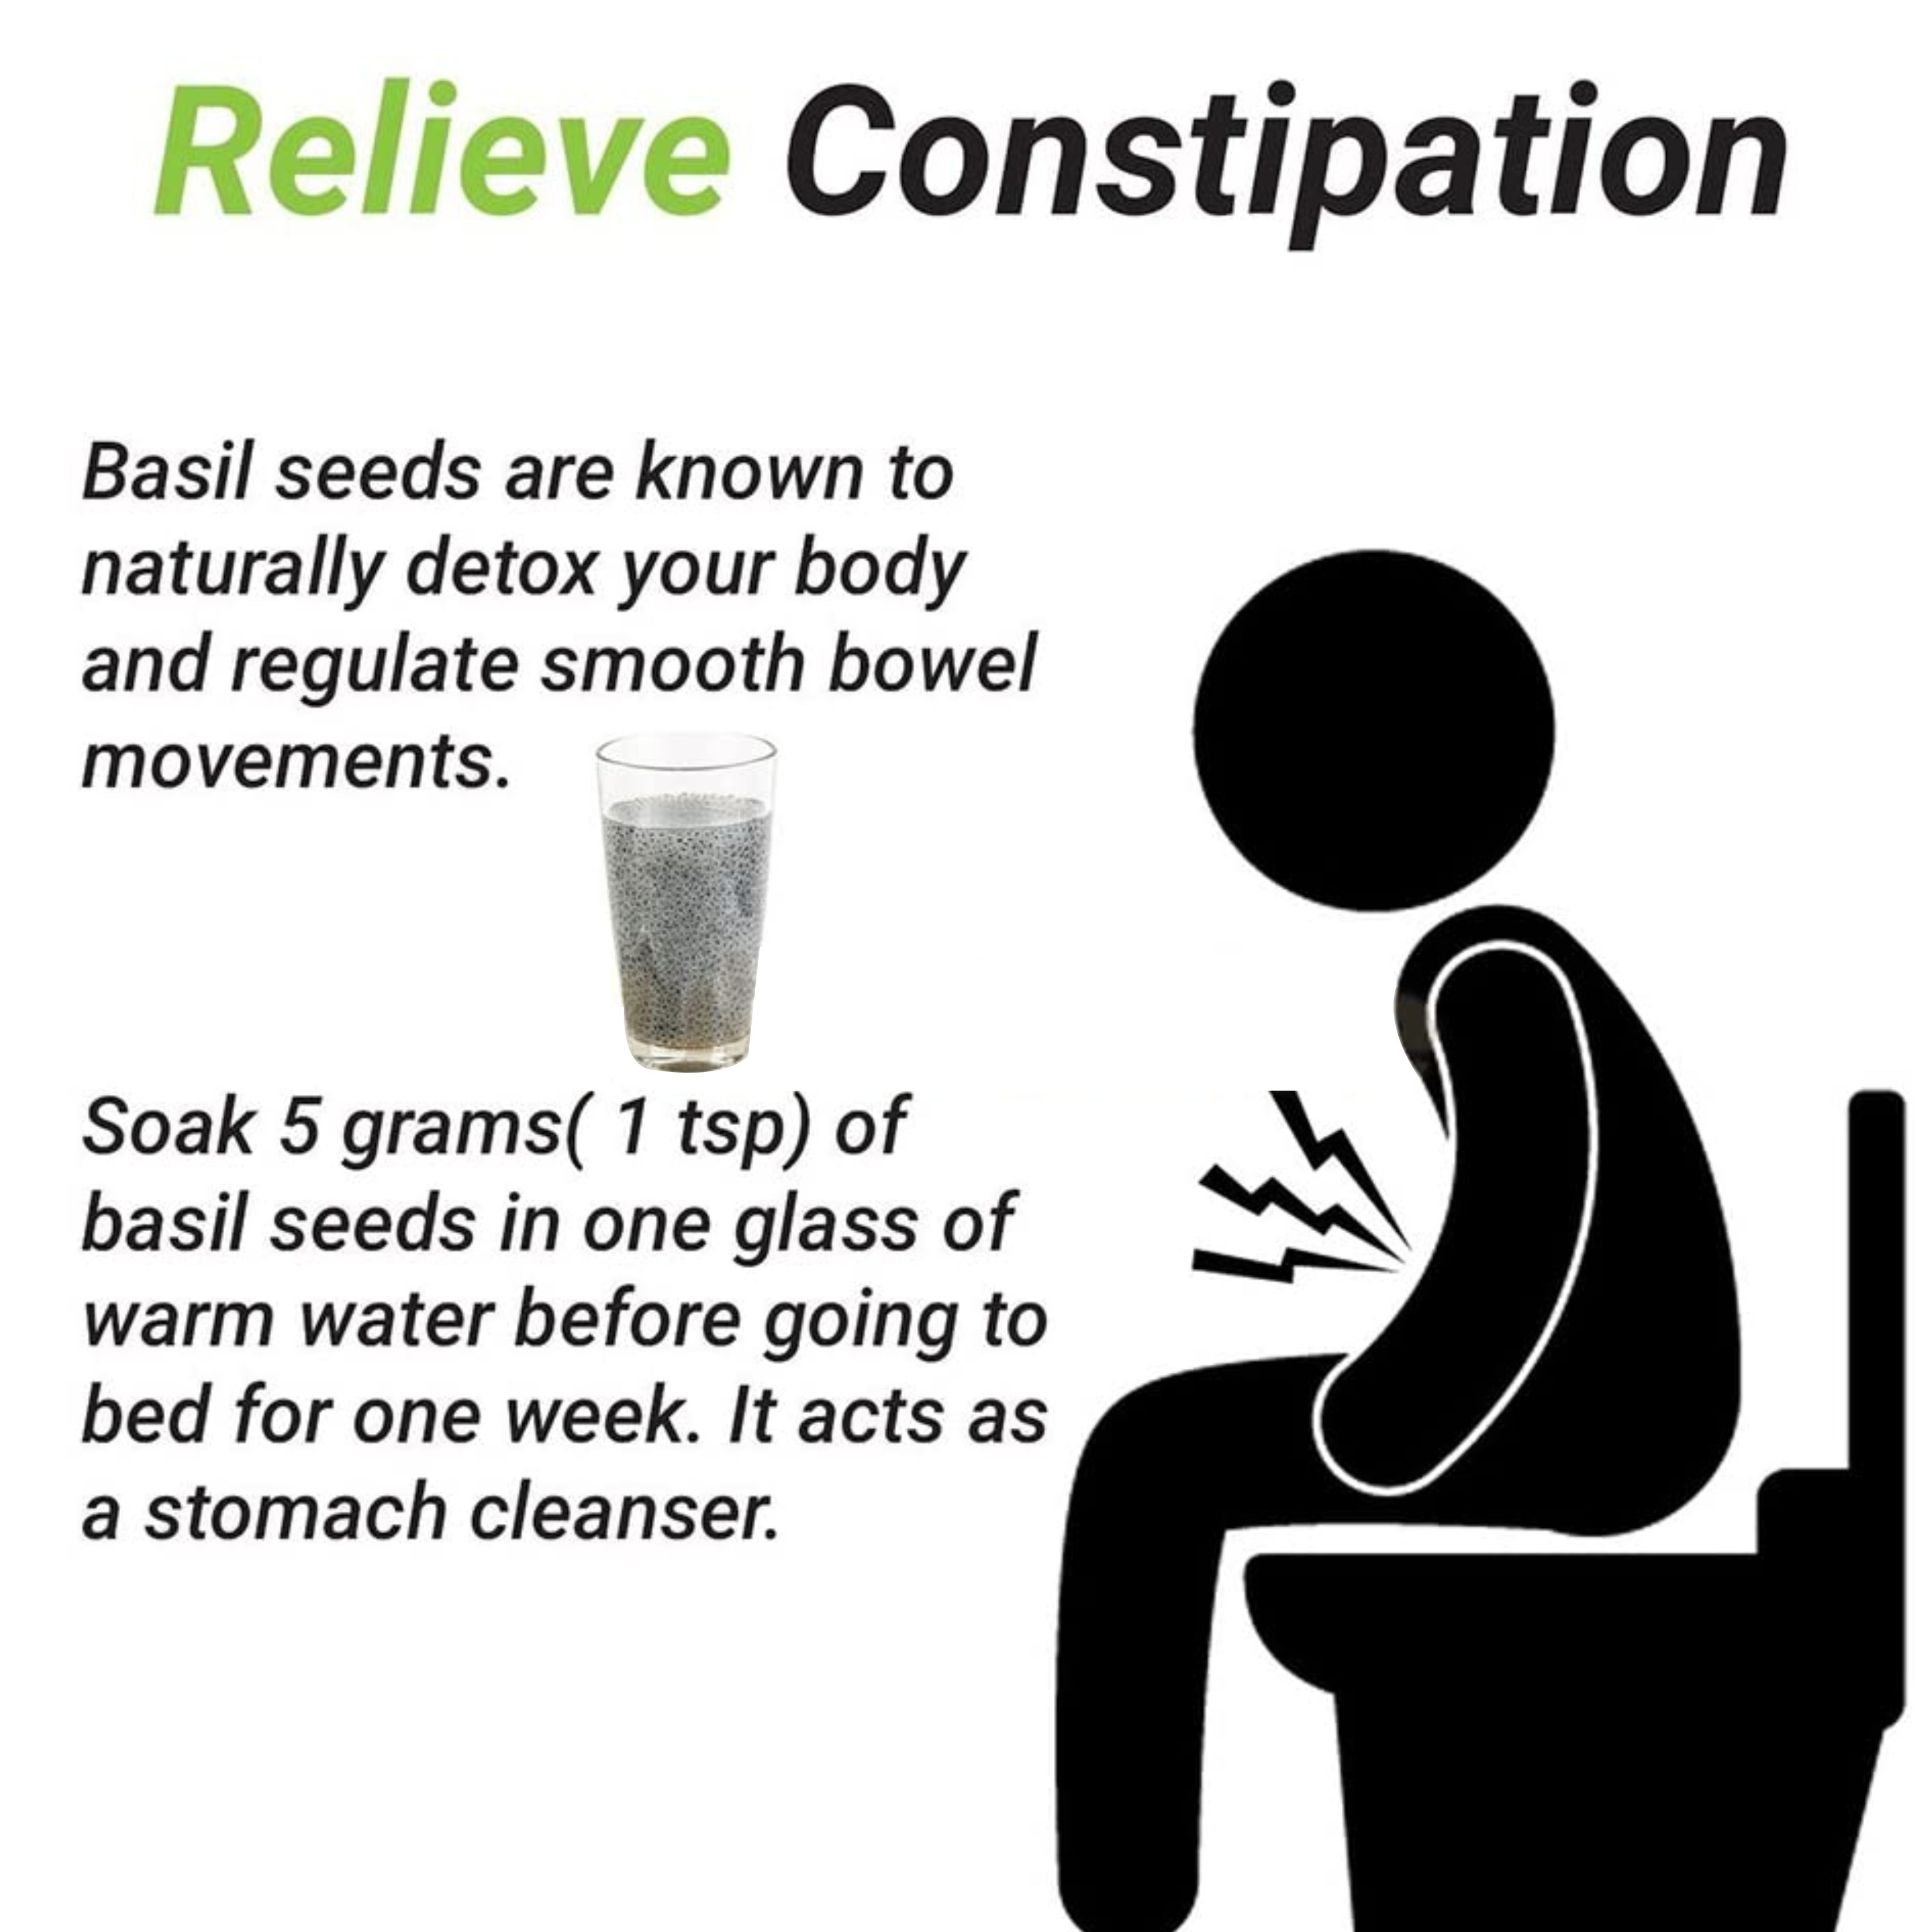 Relieve Constipation
Basil seeds are known to
naturally detox your body
and regulate smooth bowel
movements.
Soak 5 grams( 1 tsp) of
basil seeds in one glass of
warm water before going to
bed for one week. It acts as
a stomach cleanser.